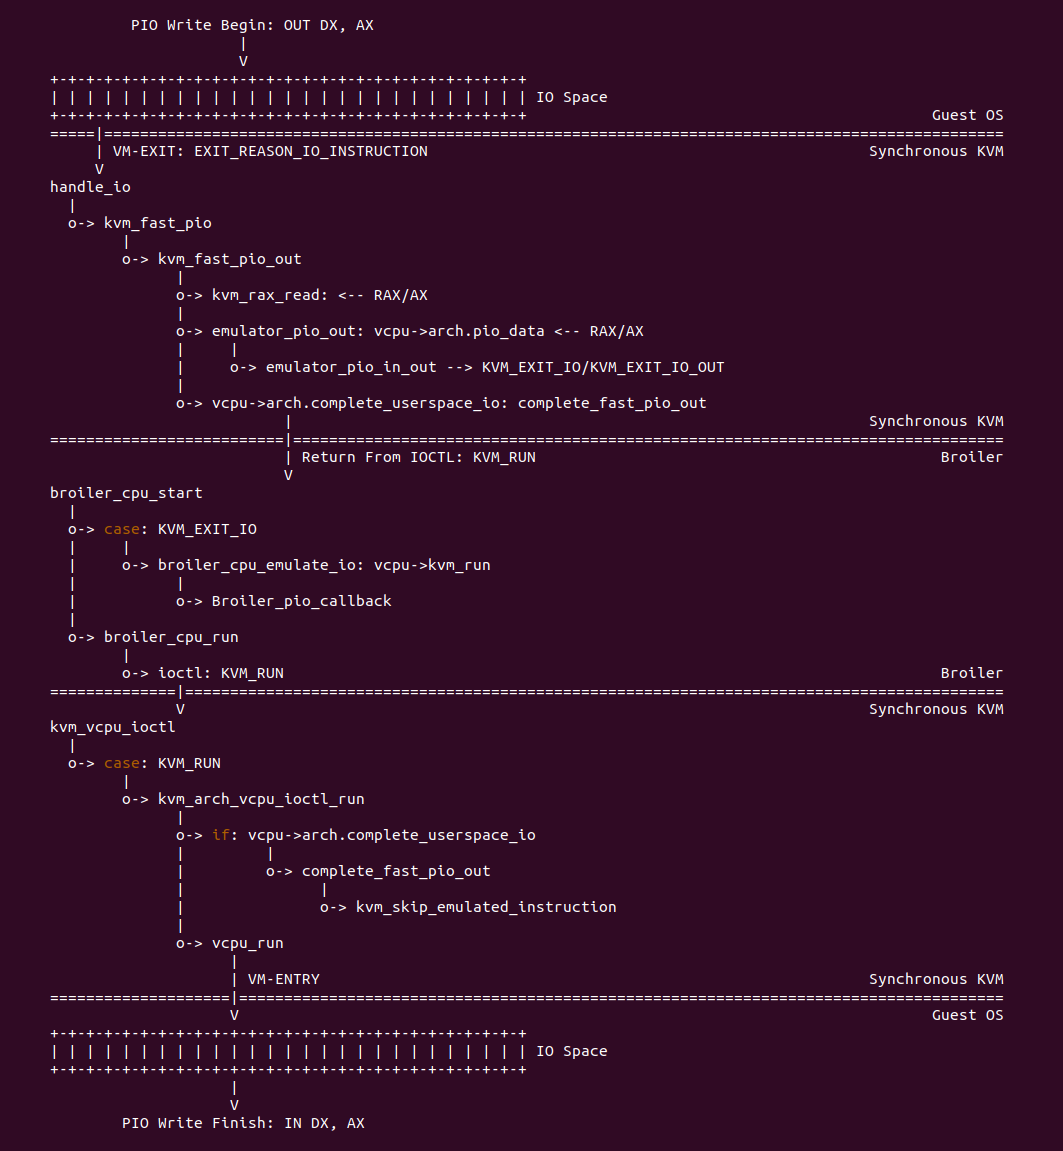 PIO Write Begin: OUT DX, AX
|
V
+-+-+-+-+-+-+-+-+-+-+-+-+-+-+-+-+-+-+-+-+-+-+-+-+-+-+
| | | | | | | | | | | | | | | | | | | | | | | | | | | IO Space
+-+-+-+-+-+-+-+-+-+-+-+-+-+-+-+-+-+-+-+-+-+-+-+-+-+-+ Guest OS
=====|====================================================================================================
| VM-EXIT: EXIT_REASON_IO_INSTRUCTION Synchronous KVM
V
handle_io
|
o-> kvm_fast_pio
|
o-> kvm_fast_pio_out
|
o-> kvm_rax_read: <-- RAX/AX
|
o-> emulator_pio_out: vcpu->arch.pio_data <-- RAX/AX
| |
| o-> emulator_pio_in_out --> KVM_EXIT_IO/KVM_EXIT_IO_OUT
|
o-> vcpu->arch.complete_userspace_io: complete_fast_pio_out
| Synchronous KVM
==========================|===============================================================================
| Return From IOCTL: KVM_RUN Broiler
V
broiler_cpu_start
|
o-> case: KVM_EXIT_IO
| |
| o-> broiler_cpu_emulate_io: vcpu->kvm_run
| |
| o-> Broiler_pio_callback
|
o-> broiler_cpu_run
|
o-> ioctl: KVM_RUN Broiler
==============|===========================================================================================
V Synchronous KVM
kvm_vcpu_ioctl
|
o-> case: KVM_RUN
|
o-> kvm_arch_vcpu_ioctl_run
|
o-> if: vcpu->arch.complete_userspace_io
| |
| o-> complete_fast_pio_out
| |
| o-> kvm_skip_emulated_instruction
|
o-> vcpu_run
|
| VM-ENTRY Synchronous KVM
====================|=====================================================================================
V Guest OS
+-+-+-+-+-+-+-+-+-+-+-+-+-+-+-+-+-+-+-+-+-+-+-+-+-+-+
| | | | | | | | | | | | | | | | | | | | | | | | | | | IO Space
+-+-+-+-+-+-+-+-+-+-+-+-+-+-+-+-+-+-+-+-+-+-+-+-+-+-+
|
V
PIO Write Finish: IN DX, AX